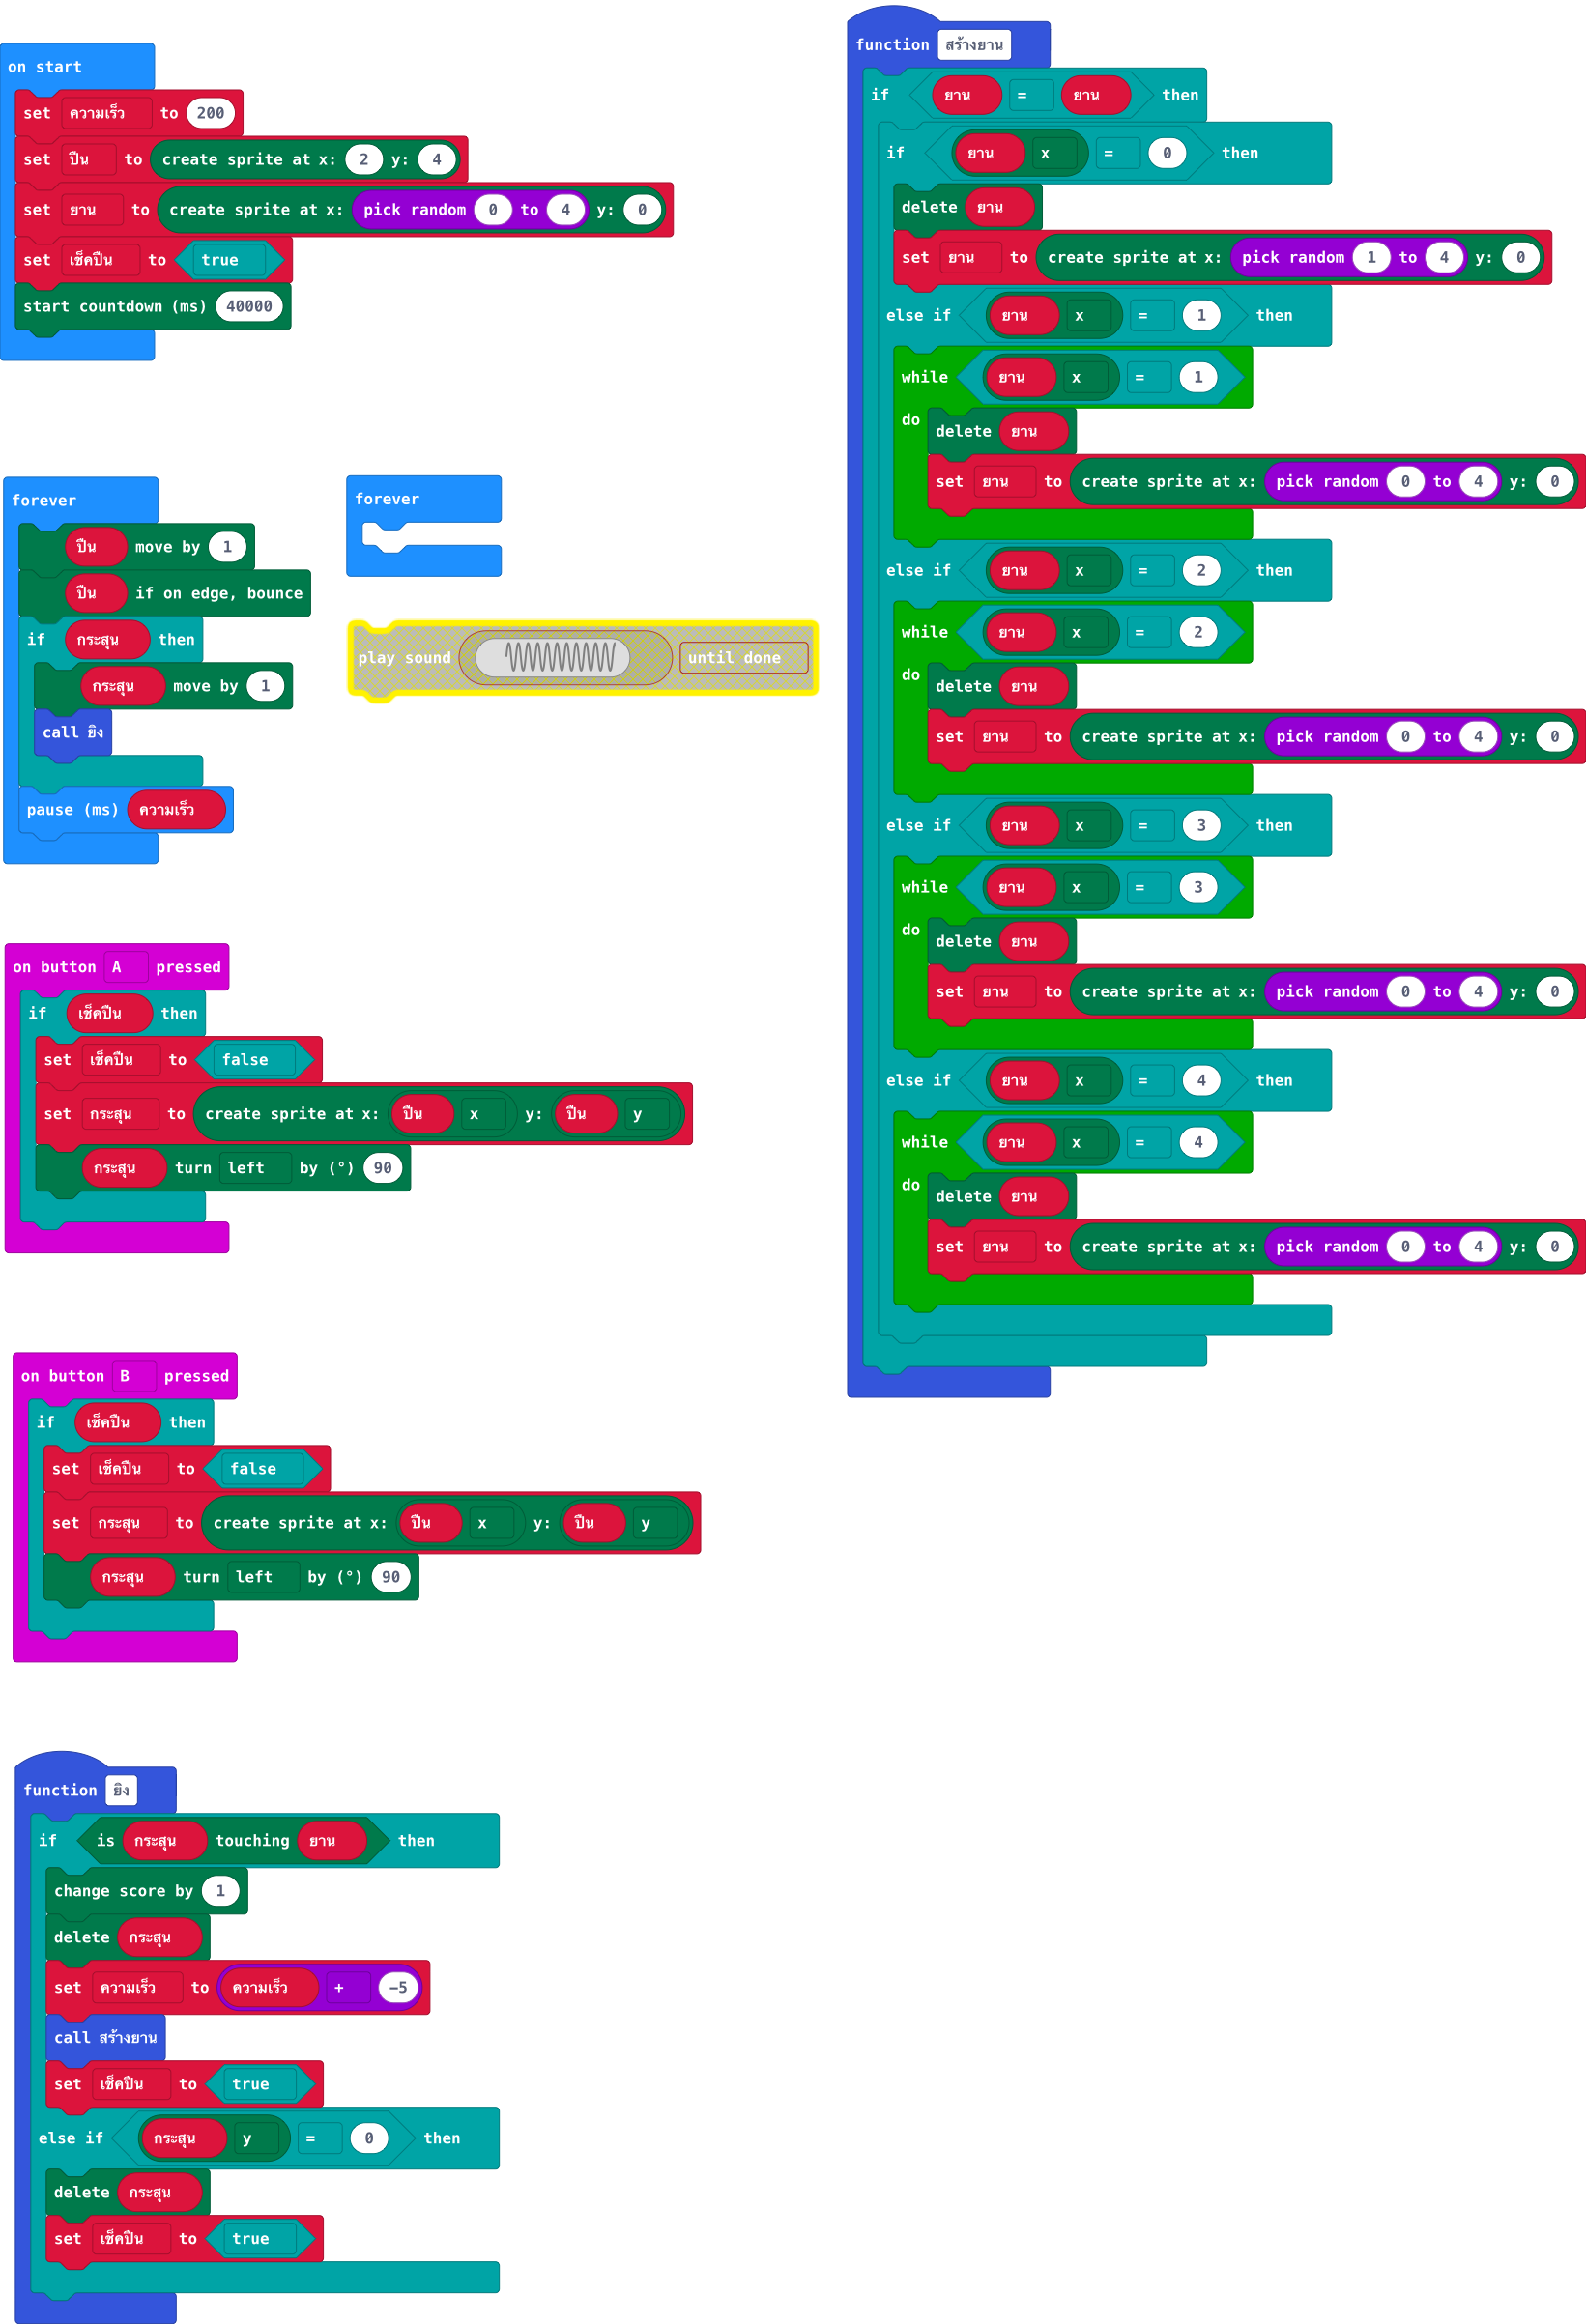 on start
set ความเร็ว to 200
set ปืน to create sprite at x: 2 y: 4
set ยาน to create sprite at x: pick random 0 to 4 y: 0
set เช็คปืน to true
start countdown (ms) 40000
forever
ปืน move by 1
ปืน if on edge, bounce
if กระสุน then
กระสุน move by 1
call ยิง
pause (ms) ความเร็ว
forever
play sound until done
on button A pressed
if เช็คปืน then
set เช็คปืน to false
set กระสุน to create sprite at x: ปืน x y: ปืน y
กระสุน turn left by (°) 90
on button B pressed
if เช็คปืน then
set เช็คปืน to false
set กระสุน to create sprite at x: ปืน x y: ปืน y
กระสุน turn left by (°) 90
function ยิง
if is กระสุน touching ยาน then
change score by 1
delete กระสุน
set ความเร็ว to ความเร็ว + -5
call สร้างยาน
set เช็คปืน to true
else if กระสุน y = 0 then
delete กระสุน
set เช็คปืน to true
function สร้างยาน
if ยาน = ยาน then
if ยาน x = 0 then
delete ยาน
set ยาน to create sprite at x: pick random 1 to 4 y: 0
else if ยาน x = 1 then
while ยาน x = 1
do delete ยาน
set ยาน to create sprite at x: pick random 0 to 4 y: 0
else if ยาน x = 2 then
while ยาน x = 2
do delete ยาน
set ยาน to create sprite at x: pick random 0 to 4 y: 0
else if ยาน x = 3 then
while ยาน x = 3
do delete ยาน
set ยาน to create sprite at x: pick random 0 to 4 y: 0
else if ยาน x = 4 then
while ยาน x = 4
do delete ยาน
set ยาน to create sprite at x: pick random 0 to 4 y: 0